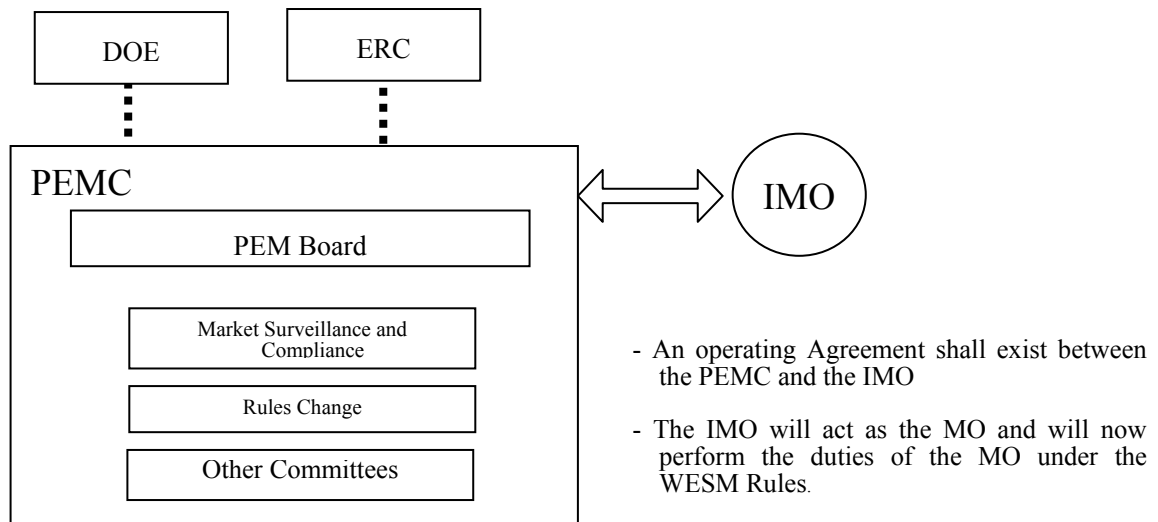 DOE
ERC
PEMC
IMO
PEM Board
Market Surveillance and
Compliance
Rules Change
Other Committees
- An operating Agreement shall exist between
the PEMC and the IMO
- The IMO will act as the MO and will now
perform the duties of the MO under the
WESM Rules.